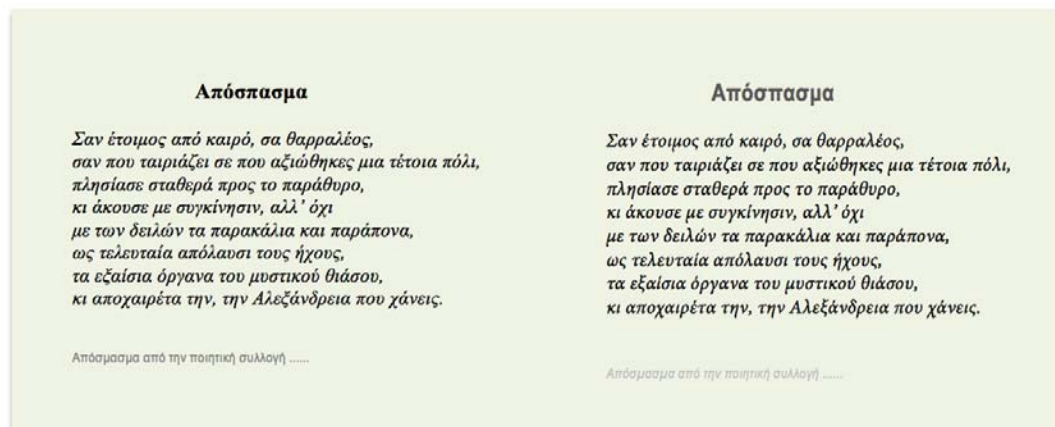 Απόσπασμα
Σαν έτοιμος από καιρό, σα θαρραλέος,
σαν που ταιριάζει σε που αξιώθηκες μια τέτοια πόλι,
πλησίασε σταθερά προς το παράθυρο,
κι άκουσε με συγκίνησιν, αλλ’ όχι
με των δειλών τα παρακάλια και παράπονα,
ως τελευταία απόλαυσι τους ήχους,
τα εξαίσια όργανα του μυστικού θιάσου,
κι αποχαιρέτα την, την Αλεξάνδρεια που χάνεις.
Απόσμασμα από την ποιητική συλλογή ......
Απόσπασμα
Σαν έτοιμος από καιρό, σα θαρραλέος,
σαν που ταιριάζει σε που αξιώθηκες μια τέτοια πόλι,
πλησίασε σταθερά προς το παράθυρο,
κι άκουσε με συγκίνησιν, αλλ’ όχι
με των δειλών τα παρακάλια και παράπονα,
ως τελευταία απόλαυσι τους ήχους,
τα εξαίσια όργανα του μυστικού θιάσου,
κι αποχαιρέτα την, την Αλεξάνδρεια που χάνεις.
Απόσμασμα από την ποιητική συλλογή ......